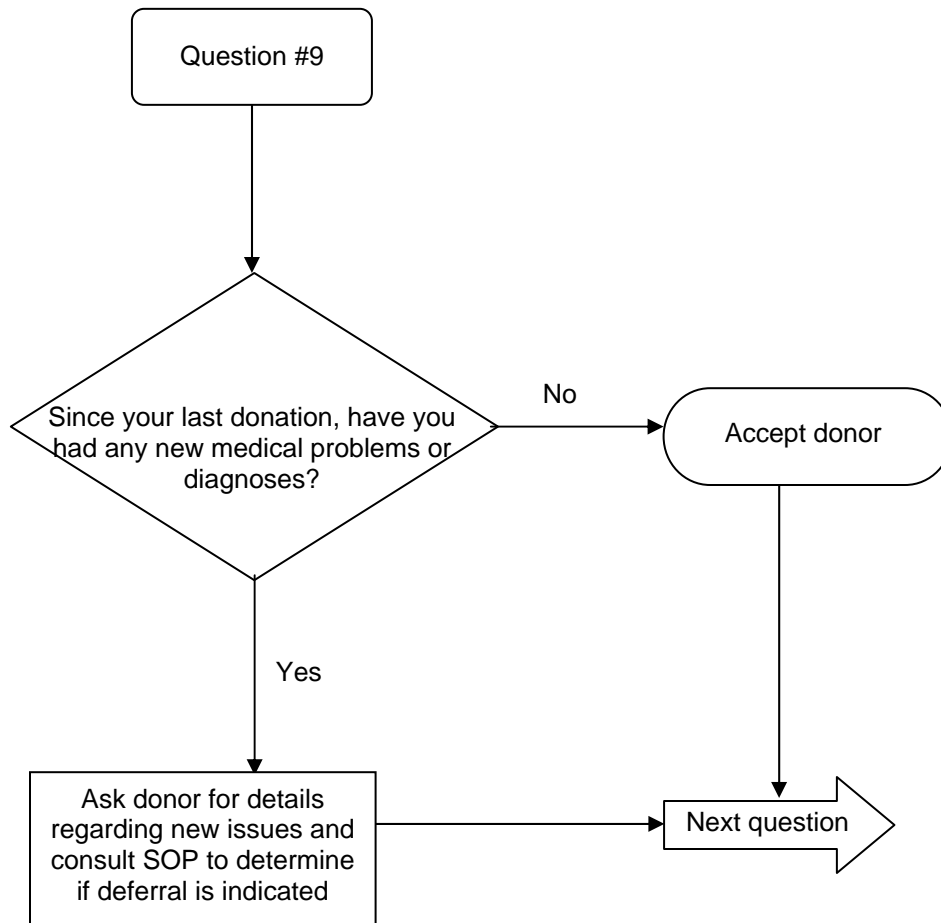 Question #9
Since your last donation, have you
had any new medical problems or
diagnoses?
No
Accept donor
Yes
Ask donor for details
regarding new issues and
consult SOP to determine
if deferral is indicated
Next question